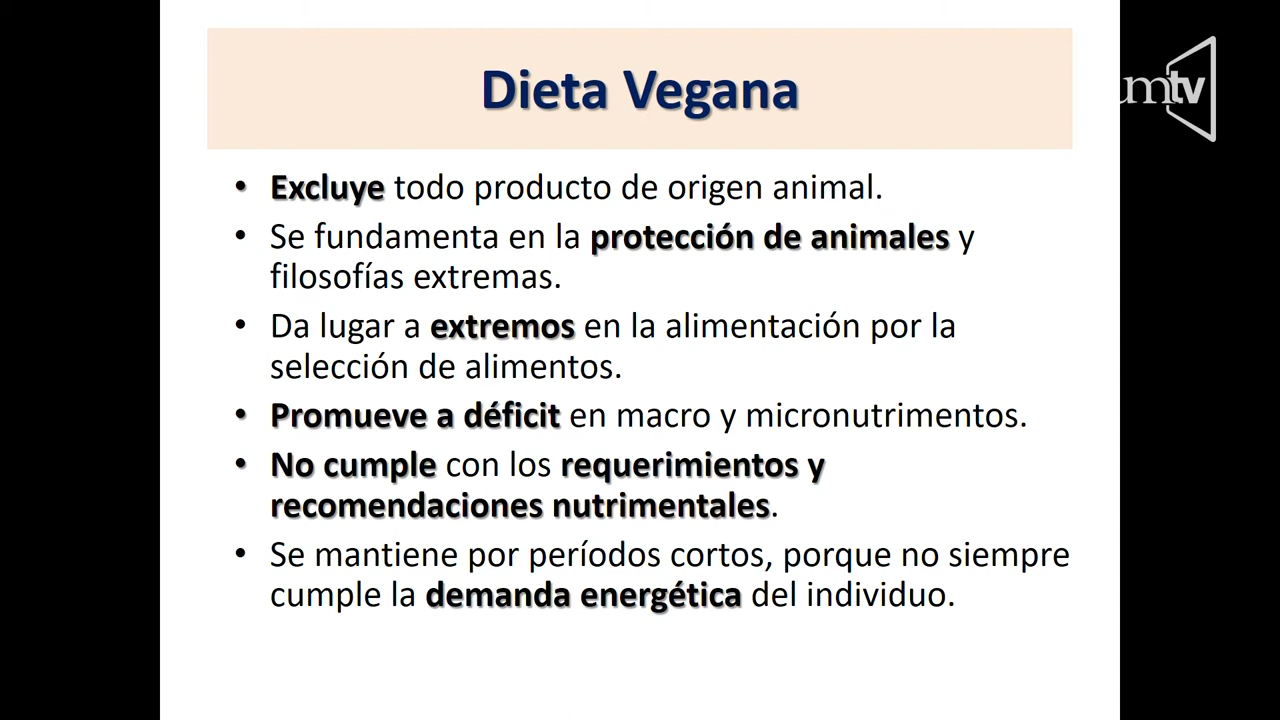 Dieta Vegana
umtv
• Excluye todo producto de origen animal.
• Se fundamenta en la protección de animales y
filosofías extremas.
• Da lugar a extremos en la alimentación por la
selección de alimentos.
• Promueve a déficit en macro y micronutrimentos.
• No cumple con los requerimientos y
recomendaciones nutrimentales.
• Se mantiene por períodos cortos, porque no siempre
cumple la demanda energética del individuo.